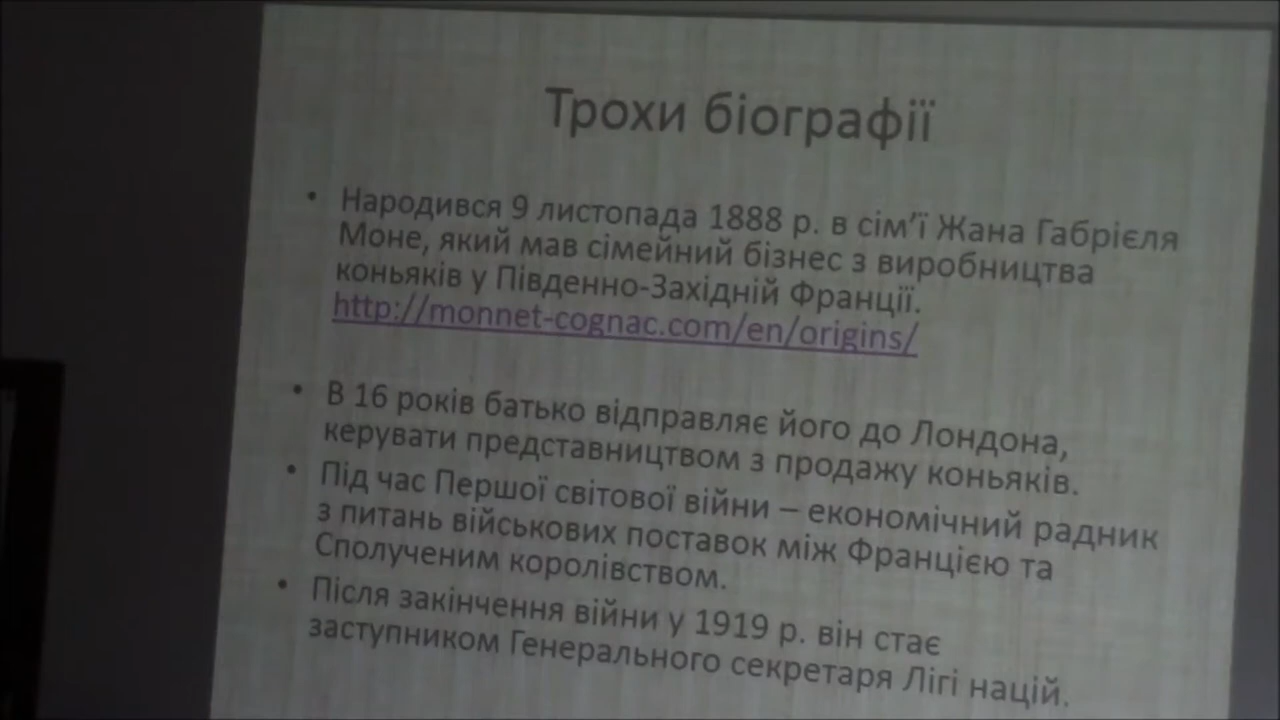 Трохи біографії
• Народився 9 листопада 1888 р. в сім’ї Жана Габрієля
Моне, який мав сімейний бізнес з виробництва
коньяків у Південно-Західній Франції.
http://monnet-cognac.com/en/origins/
• В 16 років батько відправляє його до Лондона,
керувати представництвом з продажу коньяків.
• Під час Першої світової війни – економічний радник
з питань військових поставок між Францією та
Сполученим королівством.
• Після закінчення війни у 1919 р. він стає
заступником Генерального секретаря Лігі націй.